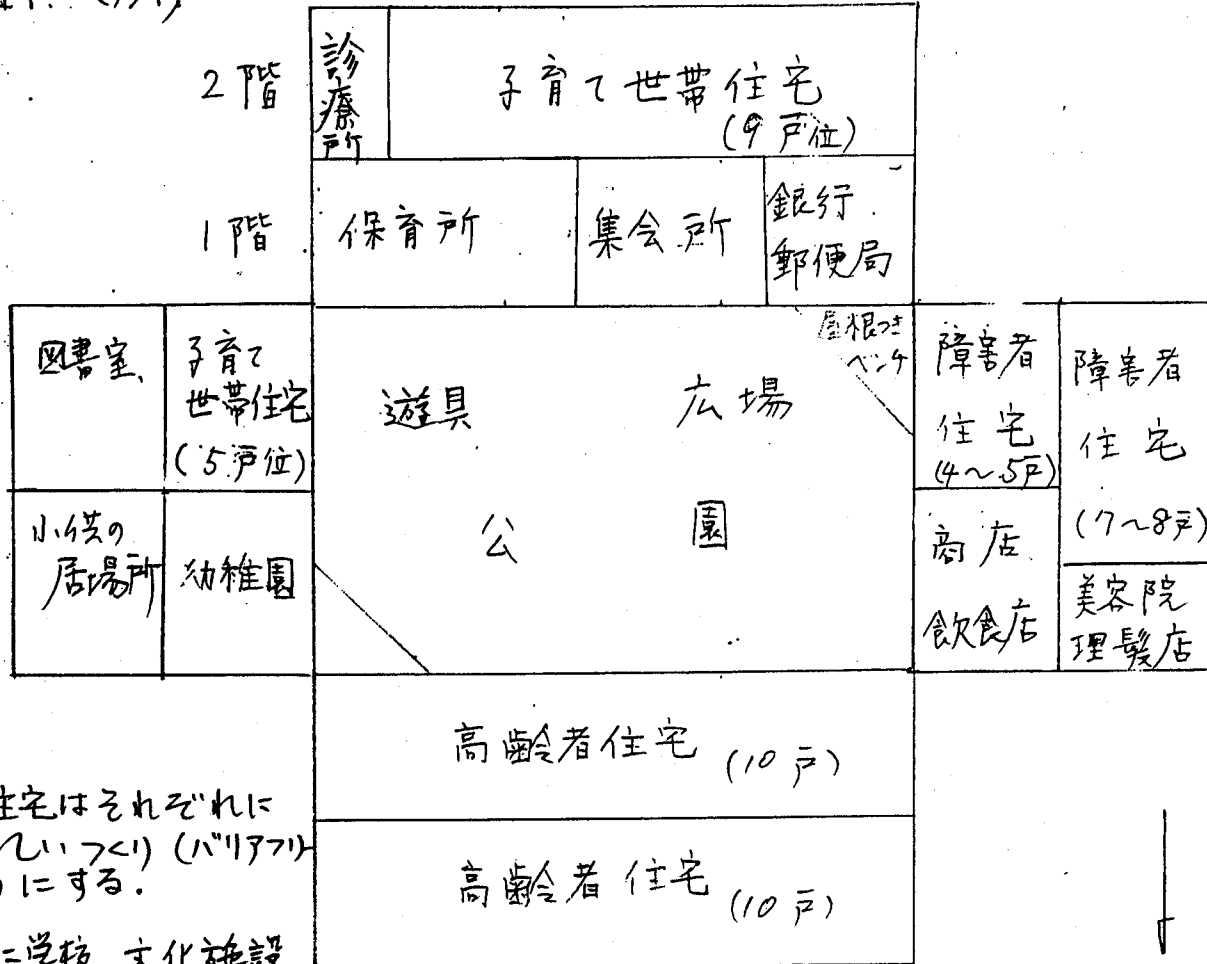 2階
診療所
子育て世帯住宅
(9戸位)
1階
保育所
集会所
銀行
郵便局
図書室
子育て
世帯住宅
(5戸位)
小供の
居場所
幼稚園
遊具
広場
屋根つき
ベンチ
公園
障害者
住宅
(4〜5戸)
障害者
住宅
(7〜8戸)
商店
飲食店
美容院
理髪店
高齢者住宅 (10戸)
高齢者住宅 (10戸)
住宅はそれぞれに
しいつくり (バリアフリー
にする.
学校 文化施設